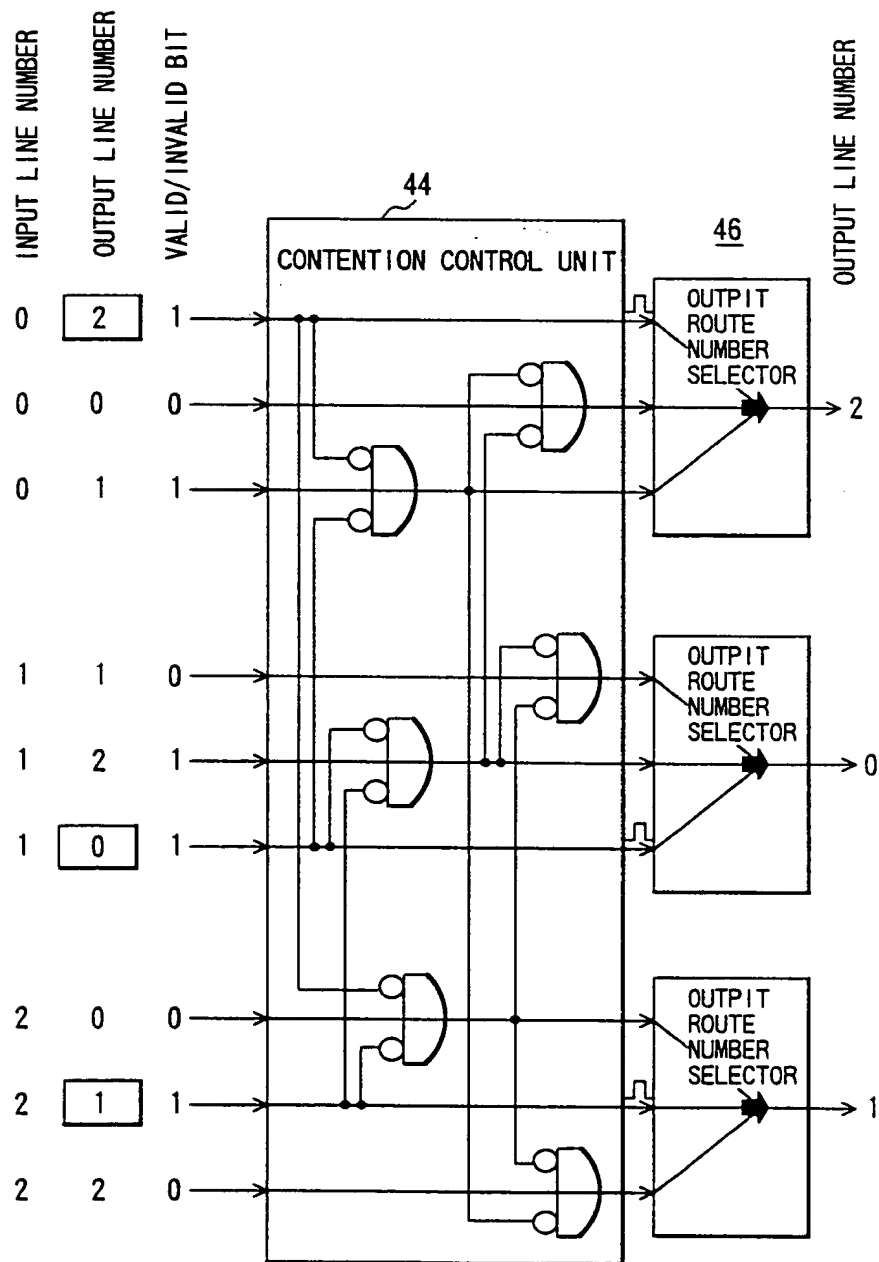 INPUT LINE NUMBER
OUTPUT LINE NUMBER
VALID/INVALID BIT
OUTPUT LINE NUMBER
44
46
CONTENTION CONTROL UNIT
0 2 1
0 0 0
0 1 1
OUTPIT
ROUTE
NUMBER
SELECTOR
2
1 1 0
1 2 1
1 0 1
OUTPIT
ROUTE
NUMBER
SELECTOR
0
2 0 0
2 1 1
2 2 0
OUTPIT
ROUTE
NUMBER
SELECTOR
1